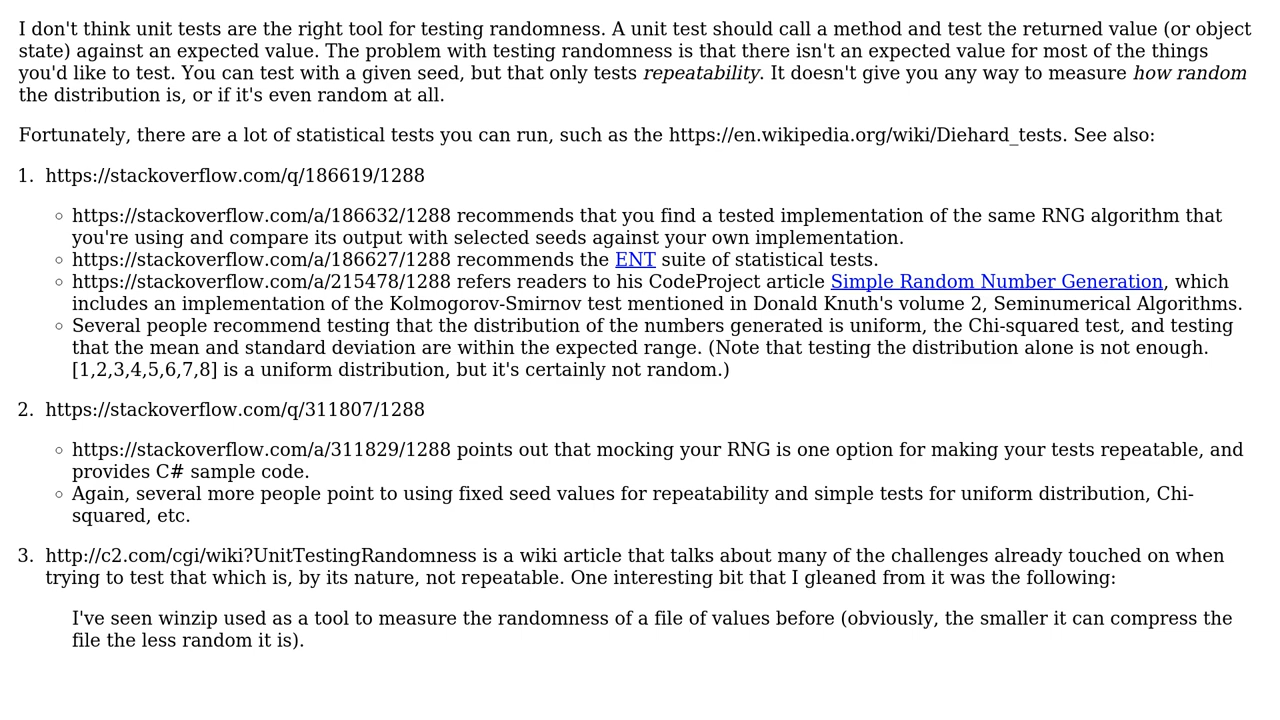 I don't think unit tests are the right tool for testing randomness. A unit test should call a method and test the returned value (or object
state) against an expected value. The problem with testing randomness is that there isn't an expected value for most of the things
you'd like to test. You can test with a given seed, but that only tests repeatability. It doesn't give you any way to measure how random
the distribution is, or if it's even random at all.
Fortunately, there are a lot of statistical tests you can run, such as the https://en.wikipedia.org/wiki/Diehard_tests. See also:
1. https://stackoverflow.com/q/186619/1288
◦ https://stackoverflow.com/a/186632/1288 recommends that you find a tested implementation of the same RNG algorithm that
you're using and compare its output with selected seeds against your own implementation.
◦ https://stackoverflow.com/a/186627/1288 recommends the ENT suite of statistical tests.
◦ https://stackoverflow.com/a/215478/1288 refers readers to his CodeProject article Simple Random Number Generation, which
includes an implementation of the Kolmogorov-Smirnov test mentioned in Donald Knuth's volume 2, Seminumerical Algorithms.
◦ Several people recommend testing that the distribution of the numbers generated is uniform, the Chi-squared test, and testing
that the mean and standard deviation are within the expected range. (Note that testing the distribution alone is not enough.
[1,2,3,4,5,6,7,8] is a uniform distribution, but it's certainly not random.)
2. https://stackoverflow.com/q/311807/1288
◦ https://stackoverflow.com/a/311829/1288 points out that mocking your RNG is one option for making your tests repeatable, and
provides C# sample code.
◦ Again, several more people point to using fixed seed values for repeatability and simple tests for uniform distribution, Chi-
squared, etc.
3. http://c2.com/cgi/wiki?UnitTestingRandomness is a wiki article that talks about many of the challenges already touched on when
trying to test that which is, by its nature, not repeatable. One interesting bit that I gleaned from it was the following:
I've seen winzip used as a tool to measure the randomness of a file of values before (obviously, the smaller it can compress the
file the less random it is).